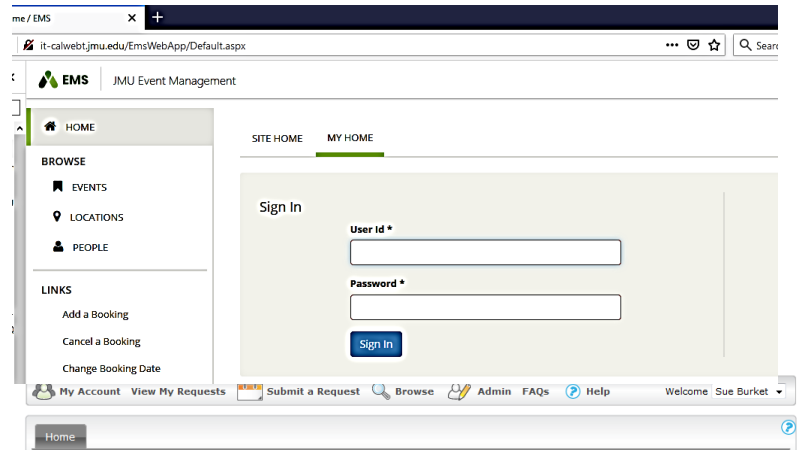 me / EMS
it-calwebt.jmu.edu/EmsWebApp/Default.aspx
Sear
EMS JMU Event Management
HOME
SITE HOME MY HOME
BROWSE
EVENTS
LOCATIONS
PEOPLE
Sign In
User Id *
Password *
Sign In
LINKS
Add a Booking
Cancel a Booking
Change Booking Date
My Account View My Requests Submit a Request Browse Admin FAQs ? Help Welcome Sue Burket
Home ?